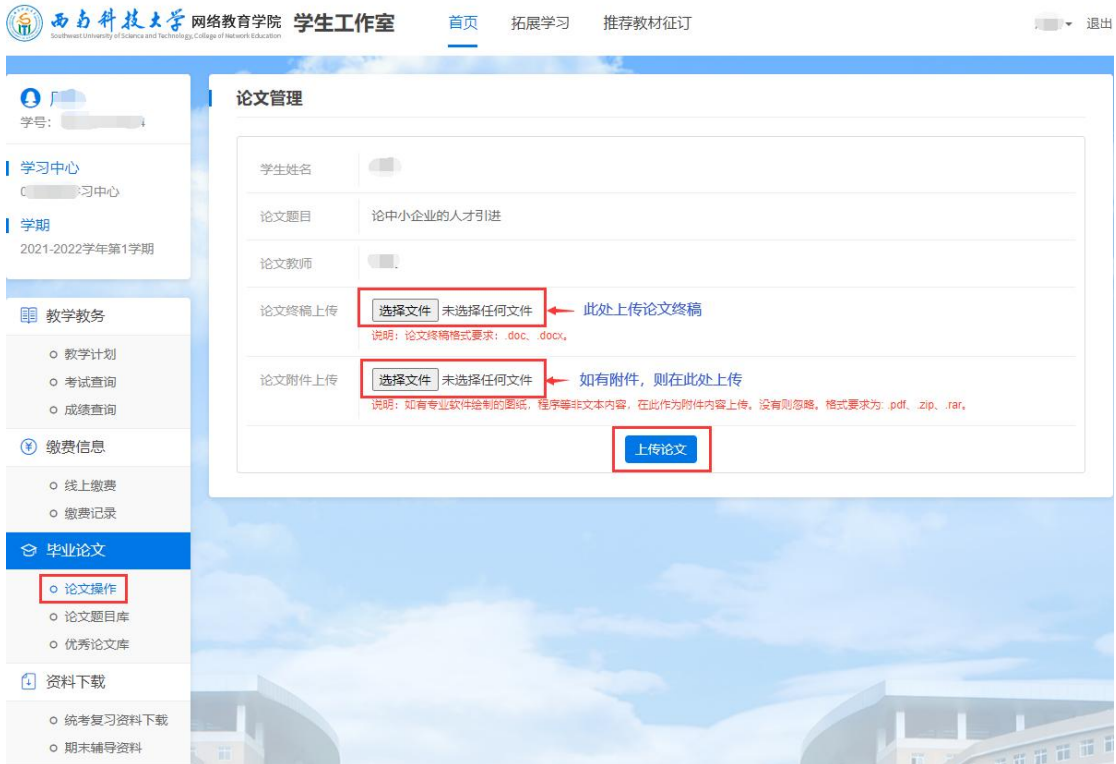 西南科技大学 网络教育学院 学生工作室 首页 拓展学习 推荐教材征订 退出
Southwest University of Science and Technology, College of Network Education
学号：
论文管理
学习中心
习中心
学期
2021-2022学年第1学期
学生姓名
论文题目 论中小企业的人才引进
论文教师
论文终稿上传 选择文件 未选择任何文件 此处上传论文终稿
说明：论文终稿格式要求：.doc、.docx。
论文附件上传 选择文件 未选择任何文件 如有附件，则在此处上传
说明：如有专业软件绘制的图纸，程序等非文本内容，在此作为附件内容上传。没有则忽略。格式要求为：.pdf、.zip、.rar。
上传论文
教学教务
教学计划
考试查询
成绩查询
缴费信息
线上缴费
缴费记录
毕业论文
论文操作
论文题目库
优秀论文库
资料下载
统考复习资料下载
期末辅导资料